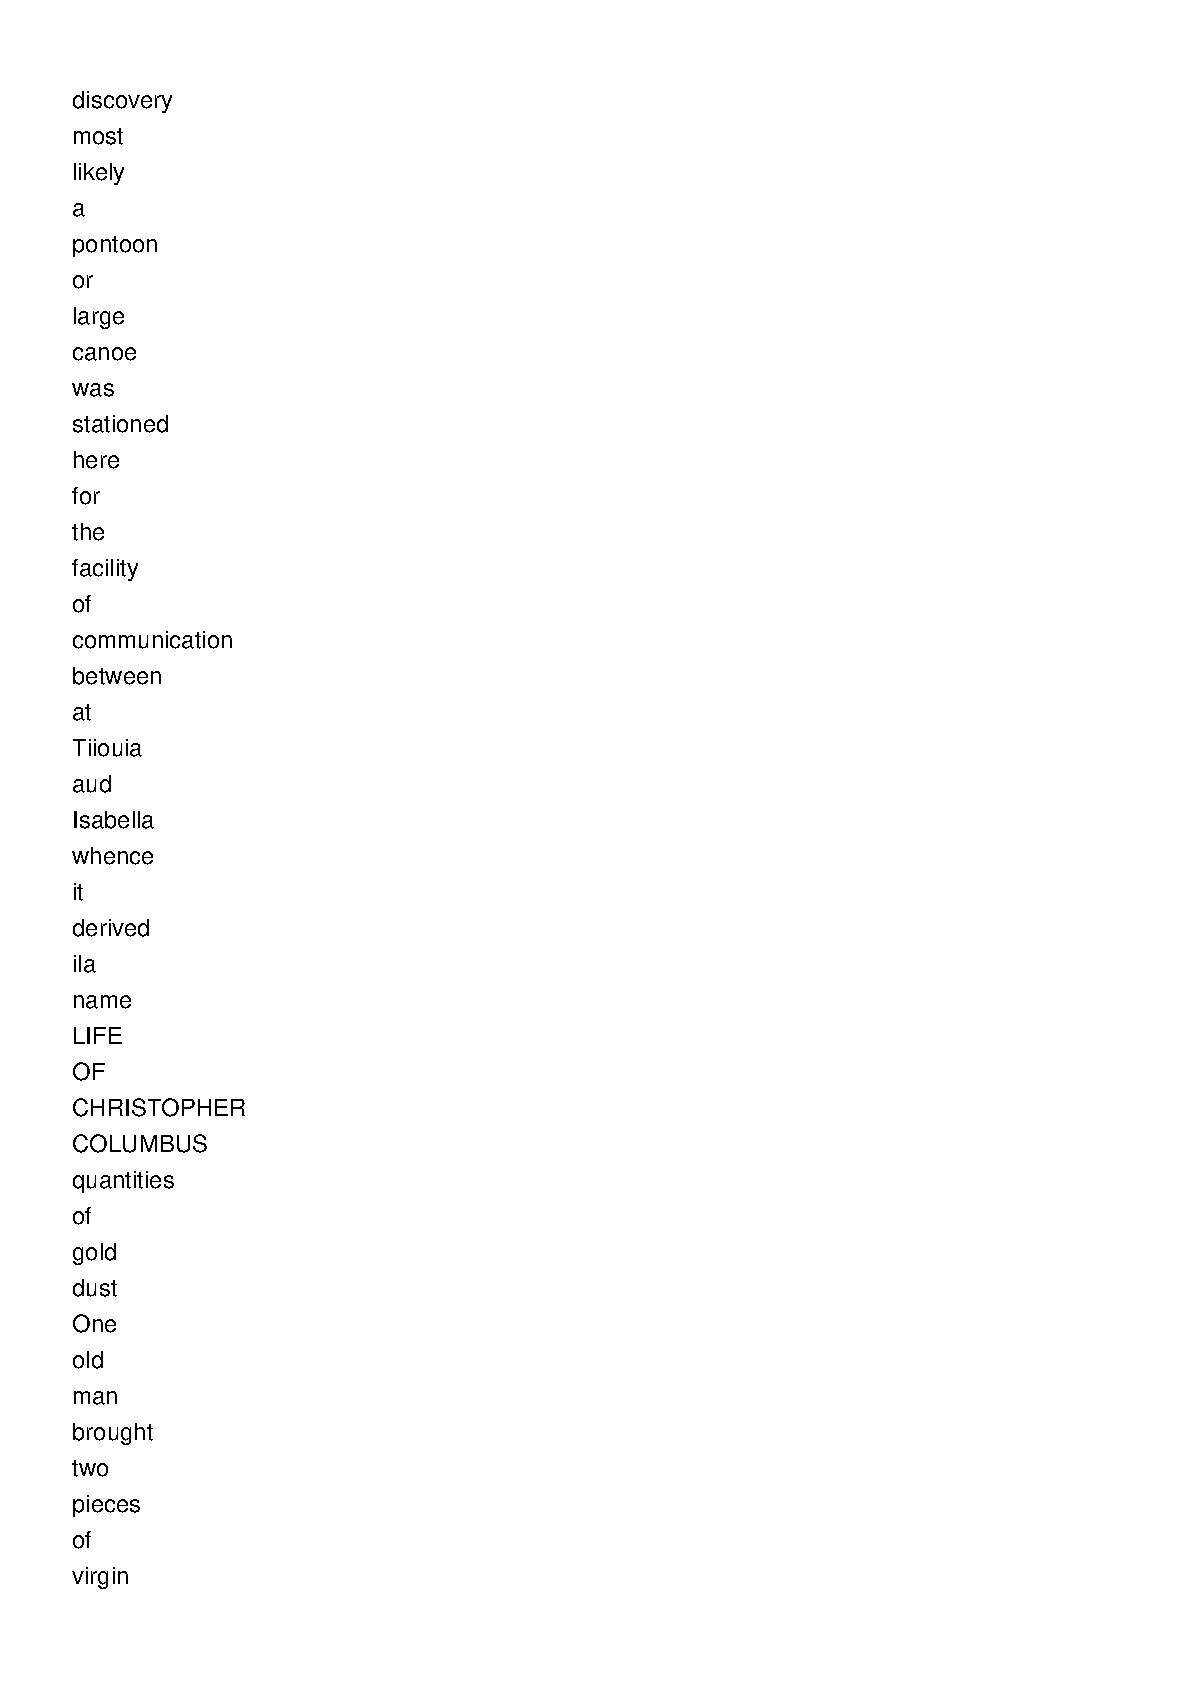 discovery
most
likely
a
pontoon
or
large
canoe
was
stationed
here
for
the
facility
of
communication
between
at
Tiiouia
aud
Isabella
whence
it
derived
ila
name
LIFE
OF
CHRISTOPHER
COLUMBUS
quantities
of
gold
dust
One
old
man
brought
two
pieces
of
virgin